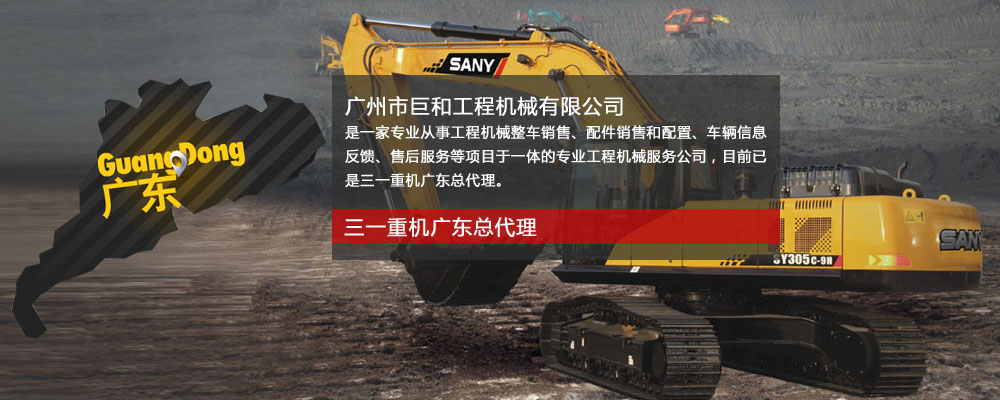 SANY
广州市巨和工程机械有限公司
是一家专业从事工程机械整车销售、配件销售和配置、车辆信息
反馈、售后服务等项目于一体的专业工程机械服务公司，目前已
是三一重机广东总代理。
GuangDong
广东
三一重机广东总代理
SANY
SY305C-9H